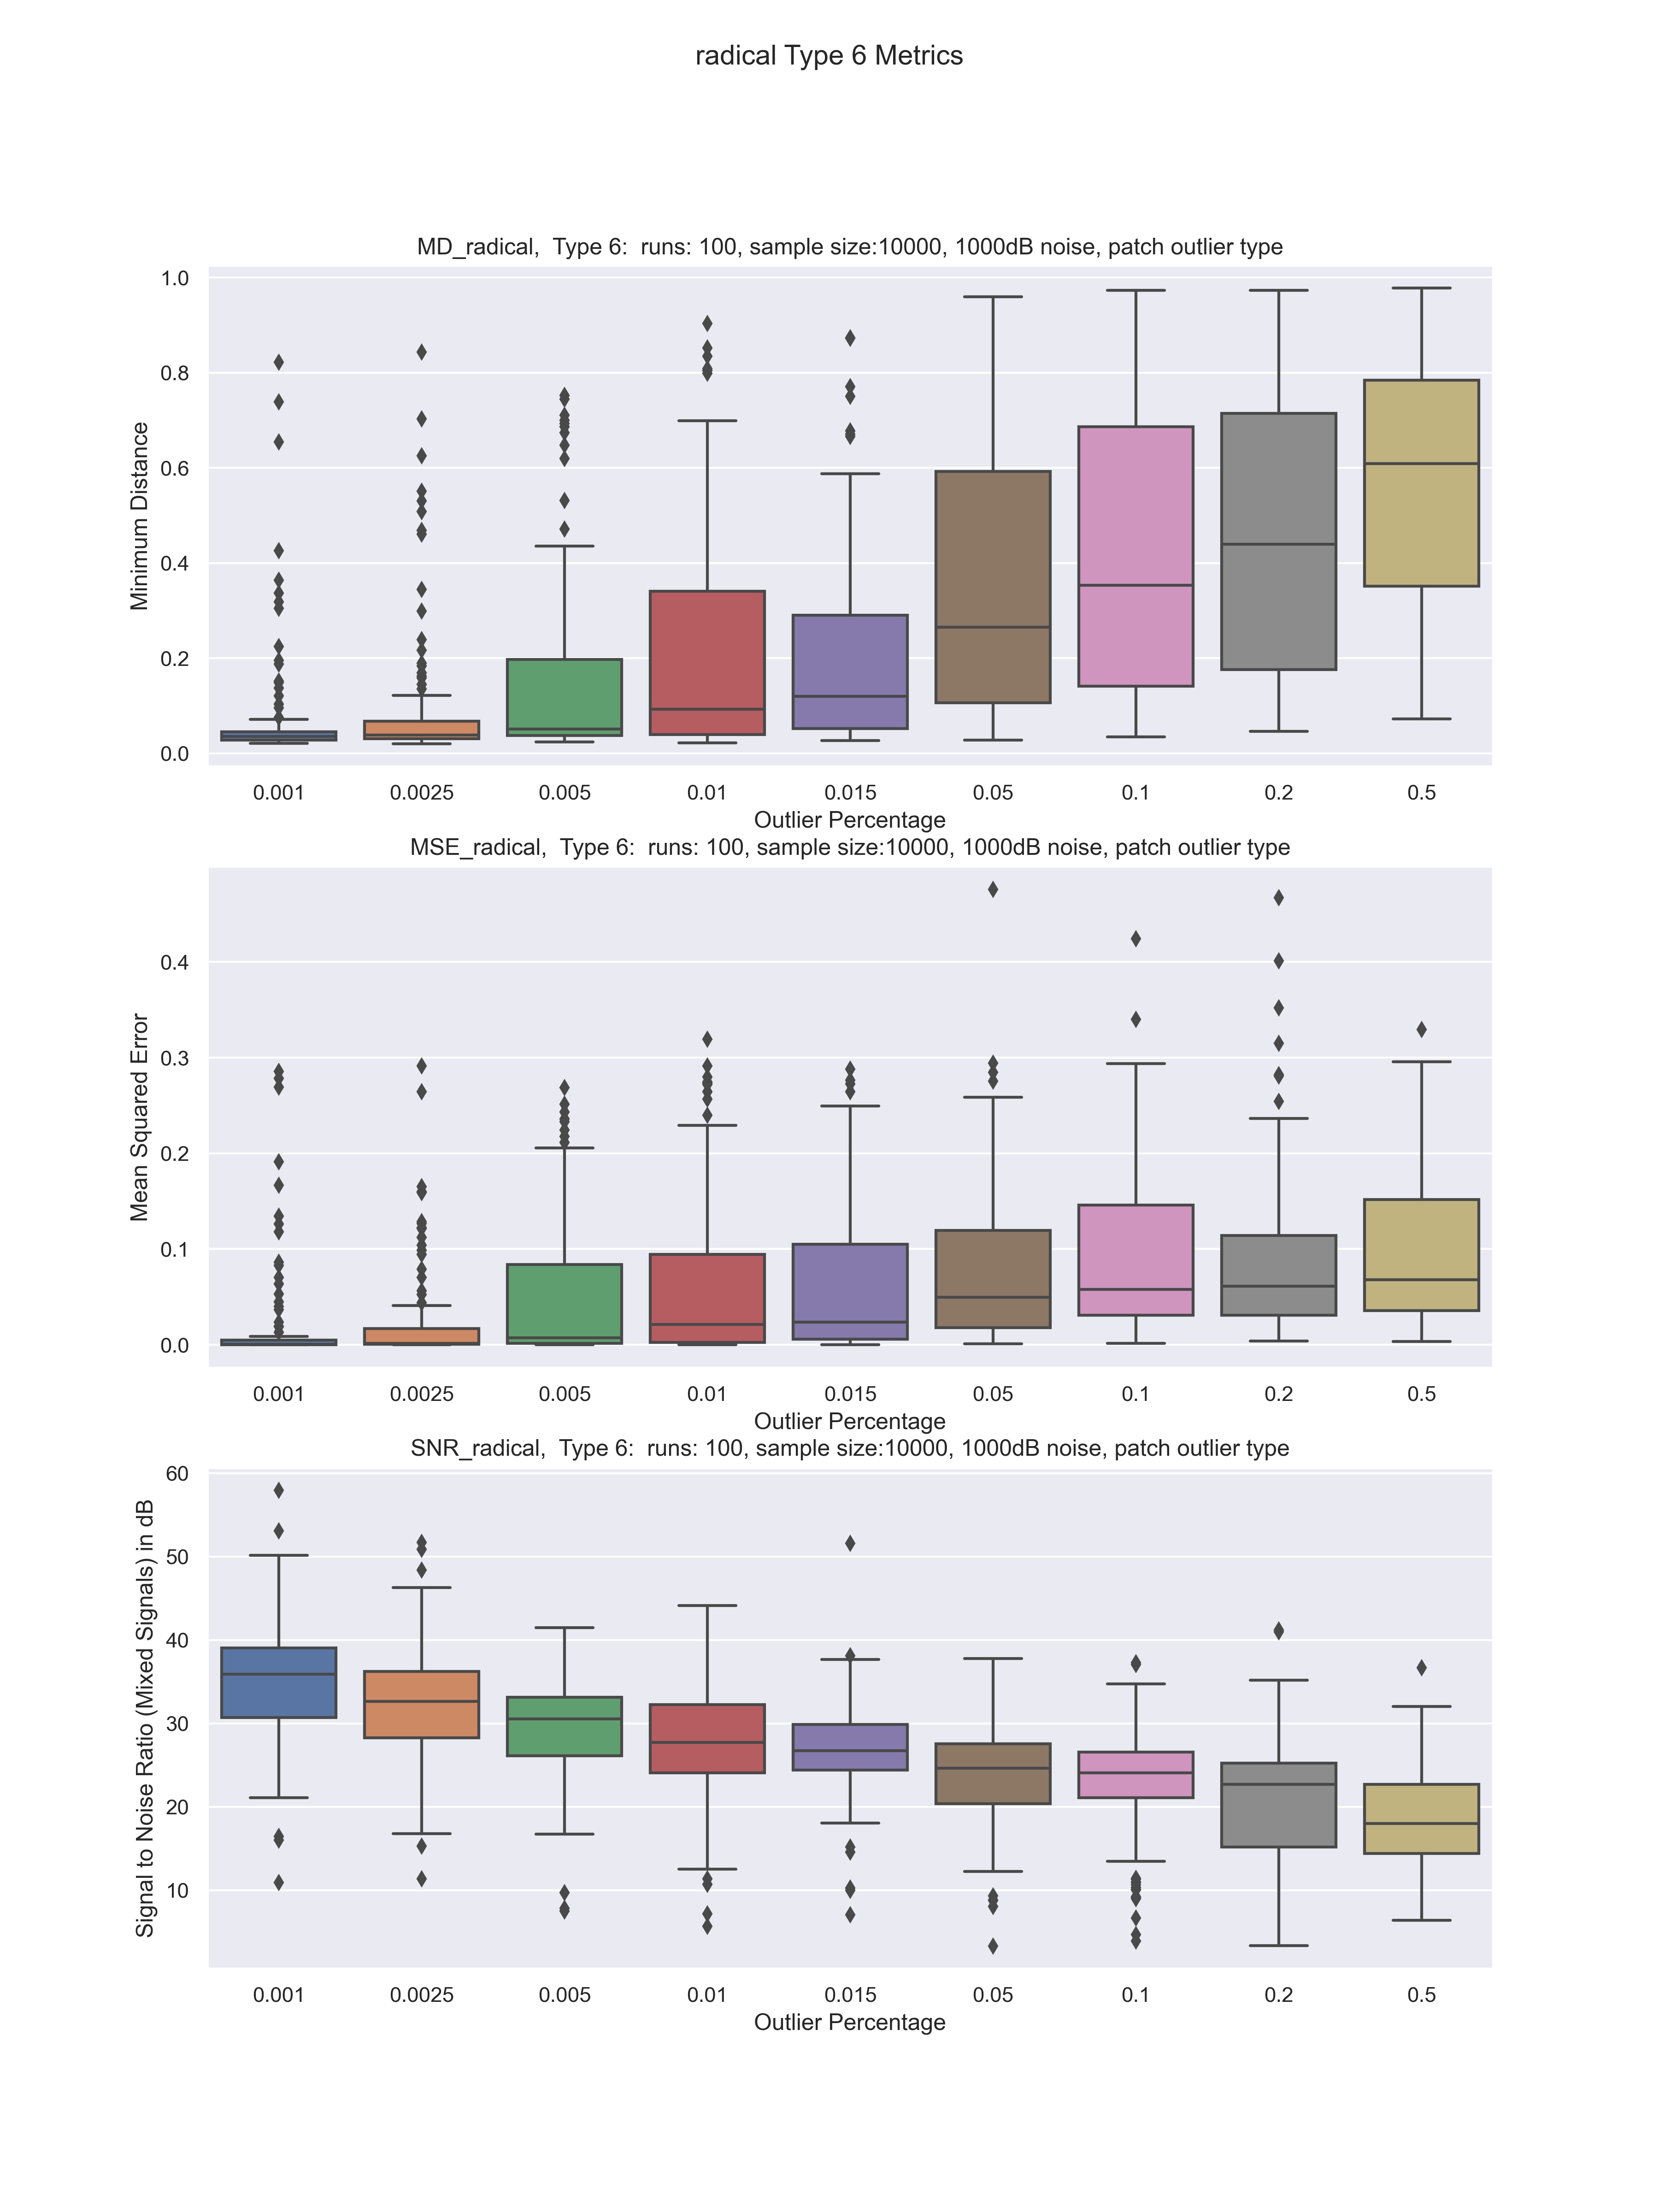 radical Type 6 Metrics
MD_radical,  Type 6:  runs: 100, sample size:10000, 1000dB noise, patch outlier type
Minimum Distance
1.0
0.8
0.6
0.4
0.2
0.0
0.001 0.0025 0.005 0.01 0.015 0.05 0.1 0.2 0.5
Outlier Percentage
MSE_radical,  Type 6:  runs: 100, sample size:10000, 1000dB noise, patch outlier type
Mean Squared Error
0.4
0.3
0.2
0.1
0.0
0.001 0.0025 0.005 0.01 0.015 0.05 0.1 0.2 0.5
Outlier Percentage
SNR_radical,  Type 6:  runs: 100, sample size:10000, 1000dB noise, patch outlier type
Signal to Noise Ratio (Mixed Signals) in dB
60
50
40
30
20
10
0.001 0.0025 0.005 0.01 0.015 0.05 0.1 0.2 0.5
Outlier Percentage